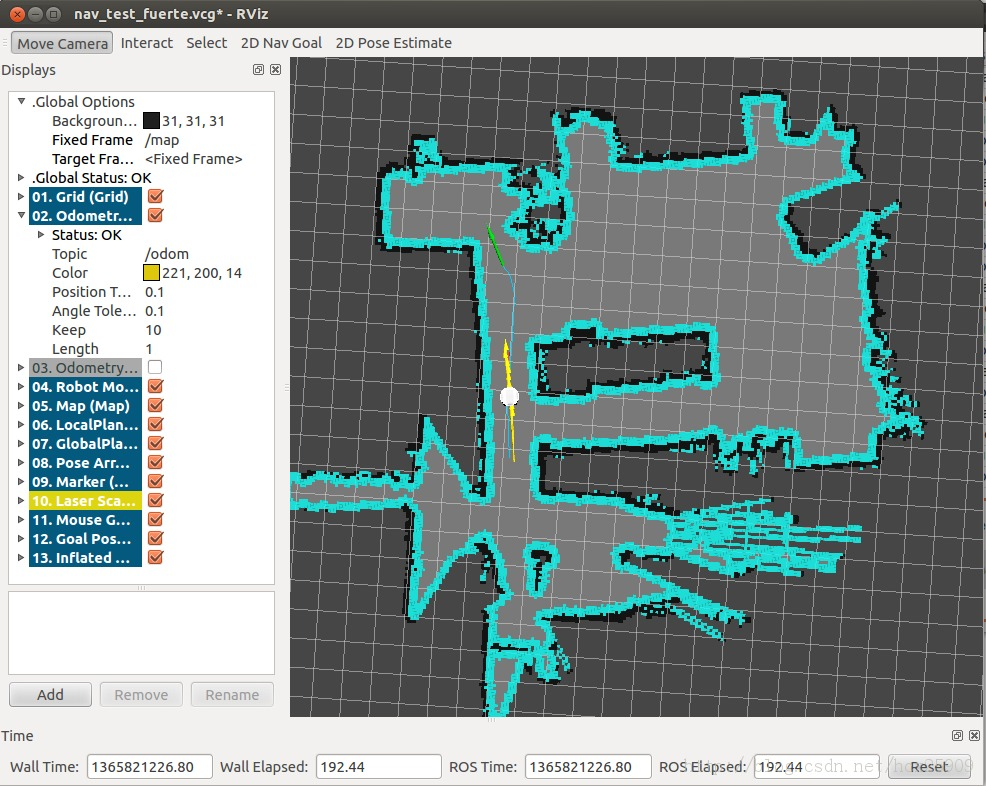 nav_test_fuerte.vcg* - RViz
Move Camera Interact Select 2D Nav Goal 2D Pose Estimate
Displays
.Global Options
Backgroun... 31, 31, 31
Fixed Frame /map
Target Fra... <Fixed Frame>
.Global Status: OK
01. Grid (Grid)
02. Odometr...
Status: OK
Topic /odom
Color 221, 200, 14
Position T... 0.1
Angle Tole... 0.1
Keep 10
Length 1
03. Odometry...
04. Robot Mo...
05. Map (Map)
06. LocalPlan...
07. GlobalPla...
08. Pose Arr...
09. Marker (...
10. Laser Sca...
11. Mouse G...
12. Goal Pos...
13. Inflated ...
Add Remove Rename
Time
Wall Time: 1365821226.80 Wall Elapsed: 192.44 ROS Time: 1365821226.80 ROS Elapsed: 192.44 Reset